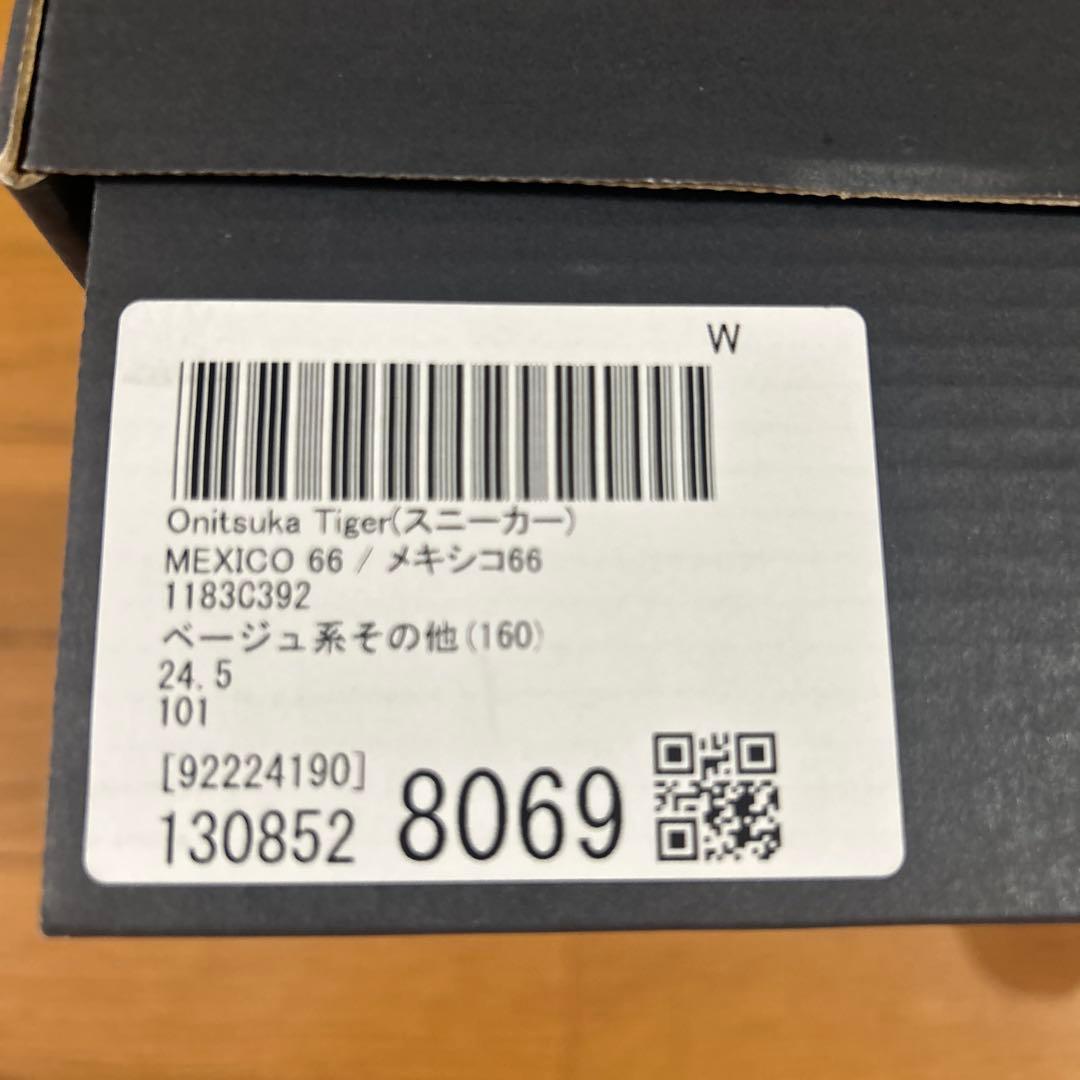 W
Onitsuka Tiger(スニーカー)
MEXICO 66 / メキシコ66
1183C392
ベージュ系その他(160)
24.5
101
[92224190]
130852 8069